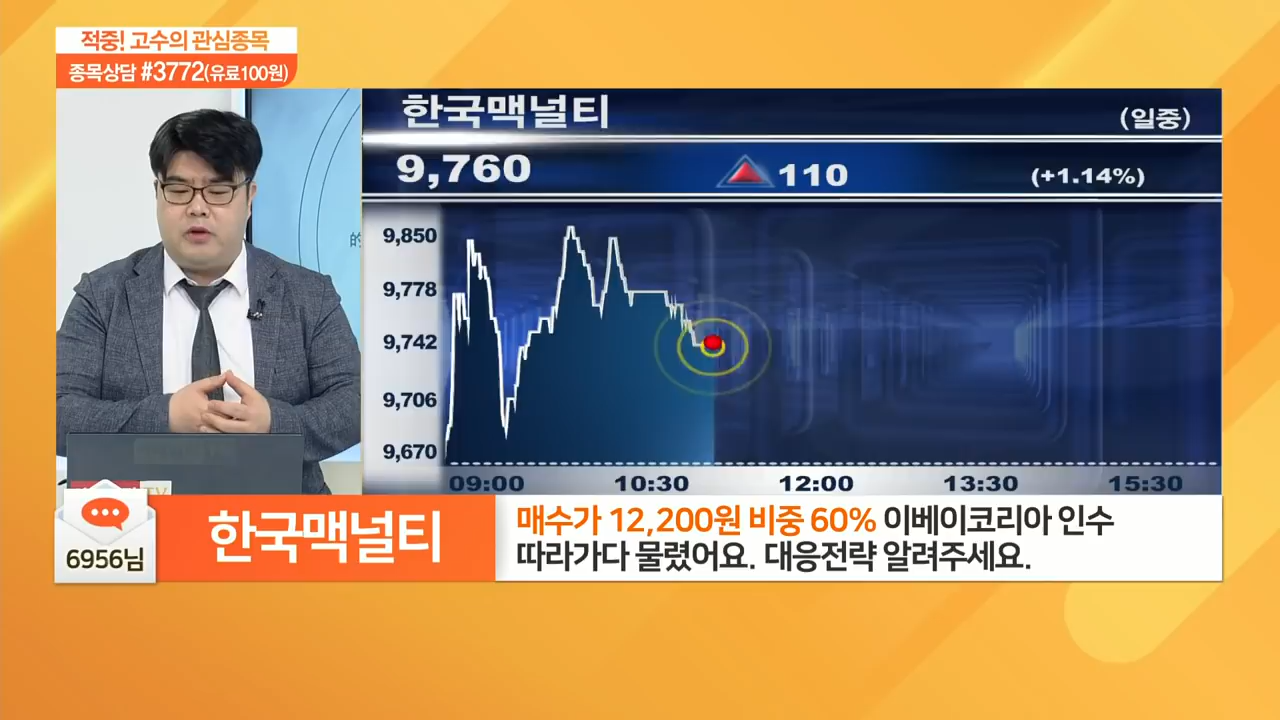 적중! 고수의 관심종목
종목상담 #3772(유료100원)
한국맥널티
(일중)
9,760
110
(+1.14%)
9,850
9,778
9,742
9,706
9,670
09:00
10:30
12:00
13:30
15:30
的
TV
6956님
한국맥널티
매수가 12,200원 비중 60% 이베이코리아 인수
따라가다 물렸어요. 대응전략 알려주세요.